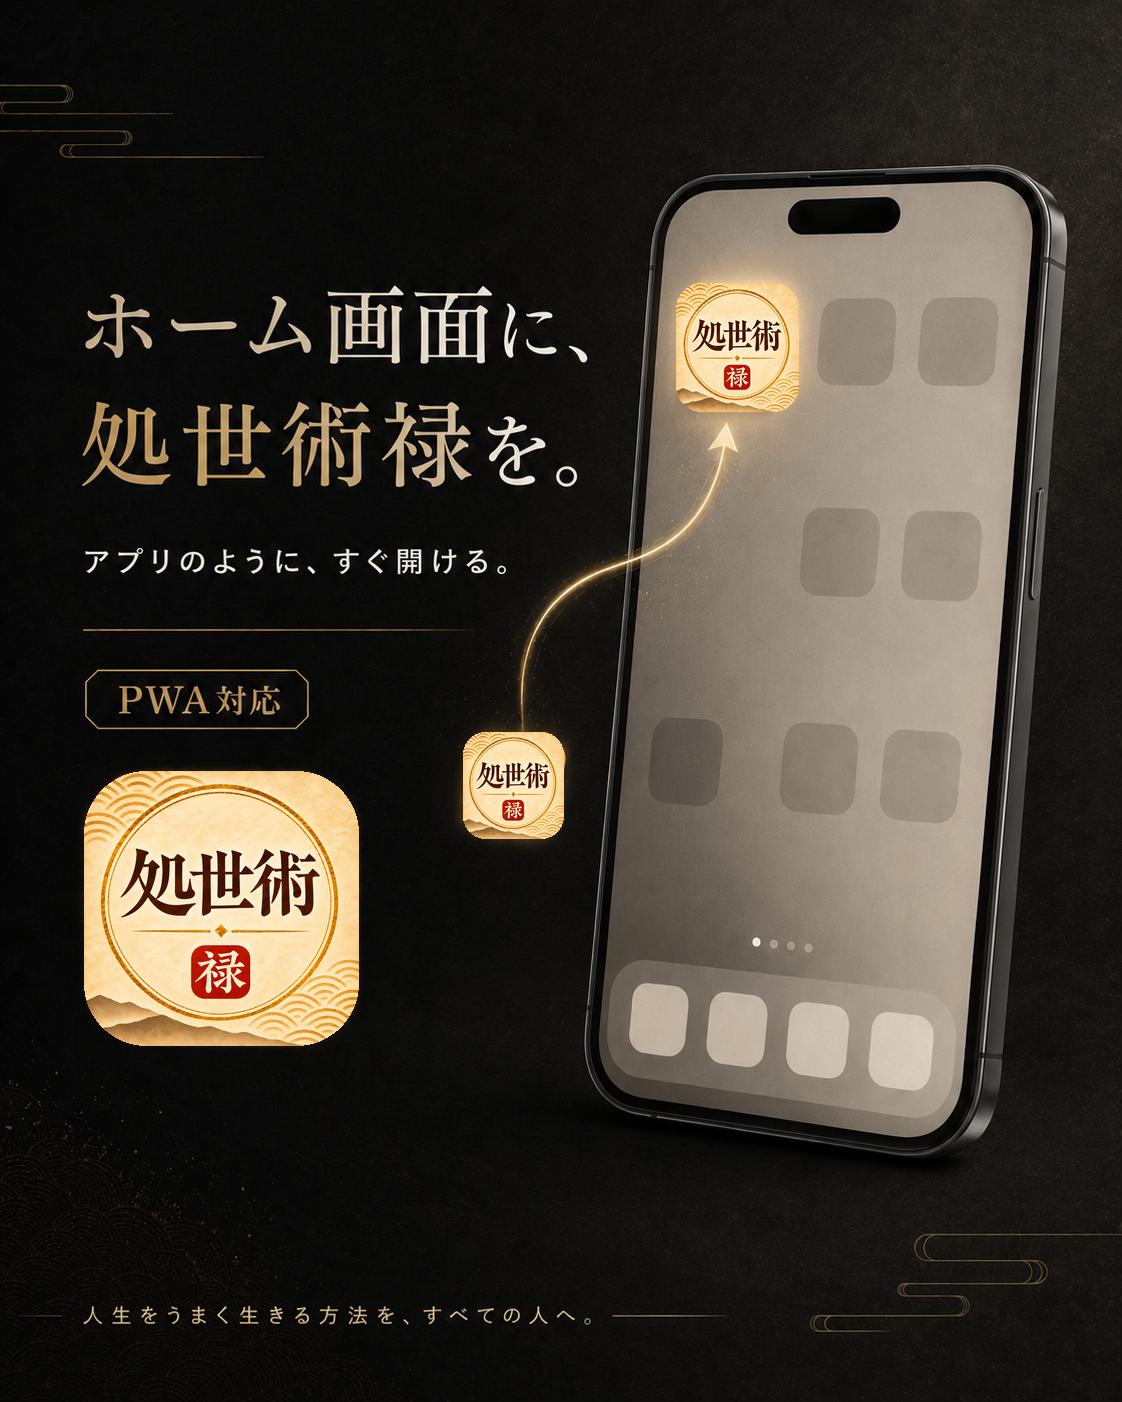 ホーム画面に、
処世術禄を。
アプリのように、すぐ開ける。
PWA対応
処世術
禄
処世術
禄
処世術
禄
人生をうまく生きる方法を、すべての人へ。